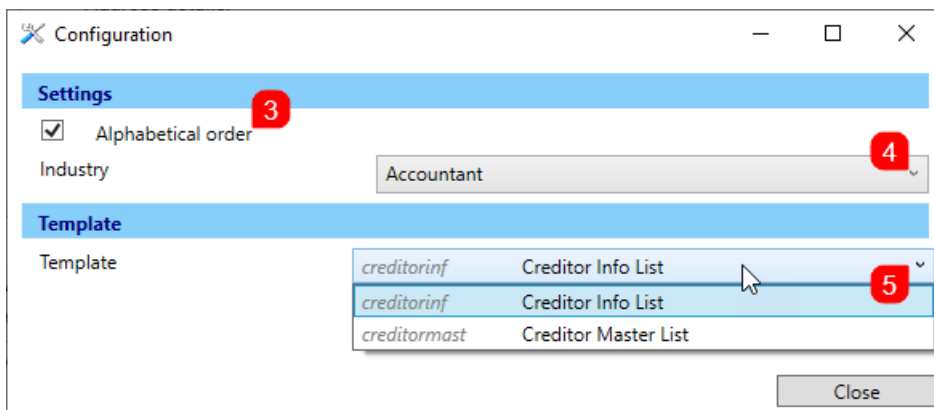 Configuration
Settings
3
Alphabetical order
4
Industry
Accountant
Template
Template
creditorinf Creditor Info List
5
creditorinf Creditor Info List
creditormast Creditor Master List
Close